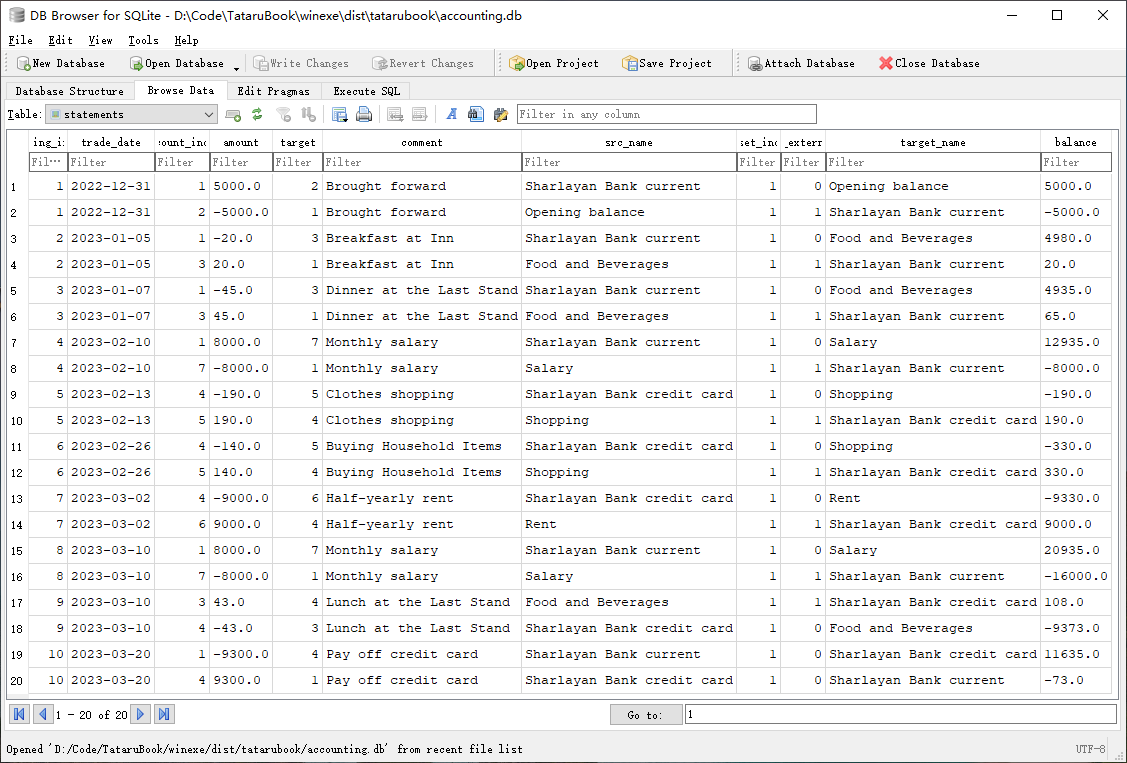 DB Browser for SQLite - D:\Code\TataruBook\winexe\dist\tatarubook\accounting.db
File Edit View Tools Help
New Database Open Database Write Changes Revert Changes Open Project Save Project Attach Database Close Database
Database Structure Browse Data Edit Pragmas Execute SQL
Table: statements Filter in any column
ing_i: trade_date :ount_inc amount target comment src_name set_inc _extern target_name balance
Fil... Filter Filter Filter Filter Filter Filter Filter Filter Filter Filter
1 1 2022-12-31 1 5000.0 2 Brought forward Sharlayan Bank current 1 0 Opening balance 5000.0
2 1 2022-12-31 2 -5000.0 1 Brought forward Opening balance 1 1 Sharlayan Bank current -5000.0
3 2 2023-01-05 1 -20.0 3 Breakfast at Inn Sharlayan Bank current 1 0 Food and Beverages 4980.0
4 2 2023-01-05 3 20.0 1 Breakfast at Inn Food and Beverages 1 1 Sharlayan Bank current 20.0
5 3 2023-01-07 1 -45.0 3 Dinner at the Last Stand Sharlayan Bank current 1 0 Food and Beverages 4935.0
6 3 2023-01-07 3 45.0 1 Dinner at the Last Stand Food and Beverages 1 1 Sharlayan Bank current 65.0
7 4 2023-02-10 1 8000.0 7 Monthly salary Sharlayan Bank current 1 0 Salary 12935.0
8 4 2023-02-10 7 -8000.0 1 Monthly salary Salary 1 1 Sharlayan Bank current -8000.0
9 5 2023-02-13 4 -190.0 5 Clothes shopping Sharlayan Bank credit card 1 0 Shopping -190.0
10 5 2023-02-13 5 190.0 4 Clothes shopping Shopping 1 1 Sharlayan Bank credit card 190.0
11 6 2023-02-26 4 -140.0 5 Buying Household Items Sharlayan Bank credit card 1 0 Shopping -330.0
12 6 2023-02-26 5 140.0 4 Buying Household Items Shopping 1 1 Sharlayan Bank credit card 330.0
13 7 2023-03-02 4 -9000.0 6 Half-yearly rent Sharlayan Bank credit card 1 0 Rent -9330.0
14 7 2023-03-02 6 9000.0 4 Half-yearly rent Rent 1 1 Sharlayan Bank credit card 9000.0
15 8 2023-03-10 1 8000.0 7 Monthly salary Sharlayan Bank current 1 0 Salary 20935.0
16 8 2023-03-10 7 -8000.0 1 Monthly salary Salary 1 1 Sharlayan Bank current -16000.0
17 9 2023-03-10 3 43.0 4 Lunch at the Last Stand Food and Beverages 1 1 Sharlayan Bank credit card 108.0
18 9 2023-03-10 4 -43.0 3 Lunch at the Last Stand Sharlayan Bank credit card 1 0 Food and Beverages -9373.0
19 10 2023-03-20 1 -9300.0 4 Pay off credit card Sharlayan Bank current 1 0 Sharlayan Bank credit card 11635.0
20 10 2023-03-20 4 9300.0 1 Pay off credit card Sharlayan Bank credit card 1 0 Sharlayan Bank current -73.0
1 - 20 of 20 Go to: 1
Opened 'D:/Code/TataruBook/winexe/dist/tatarubook/accounting.db' from recent file list UTF-8